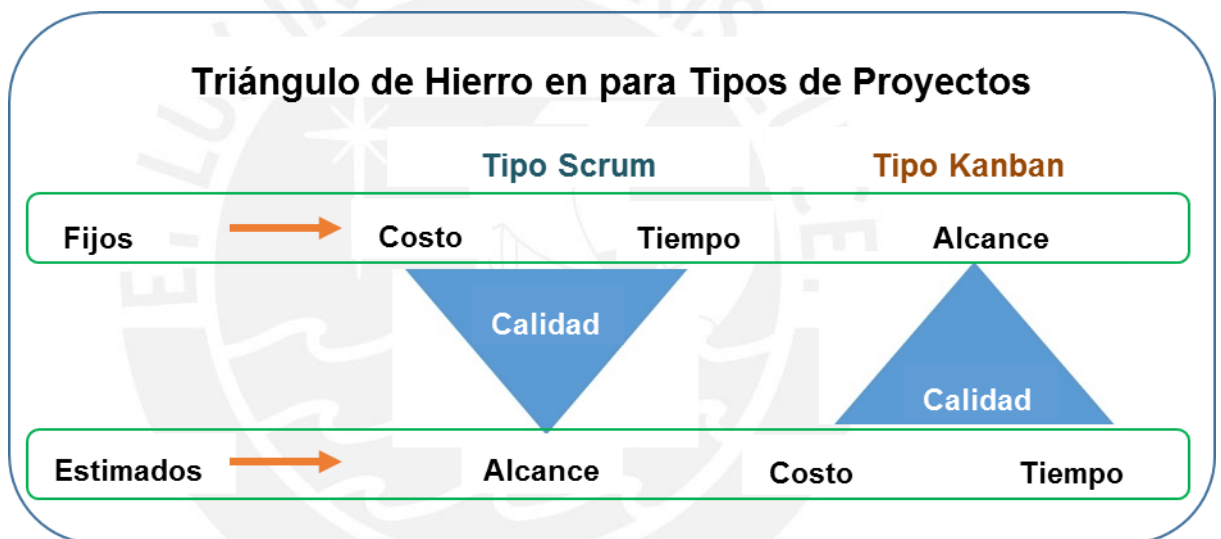 Triángulo de Hierro en para Tipos de Proyectos
Tipo Scrum Tipo Kanban
Fijos Costo Tiempo Alcance
Calidad
Calidad
Estimados Alcance Costo Tiempo